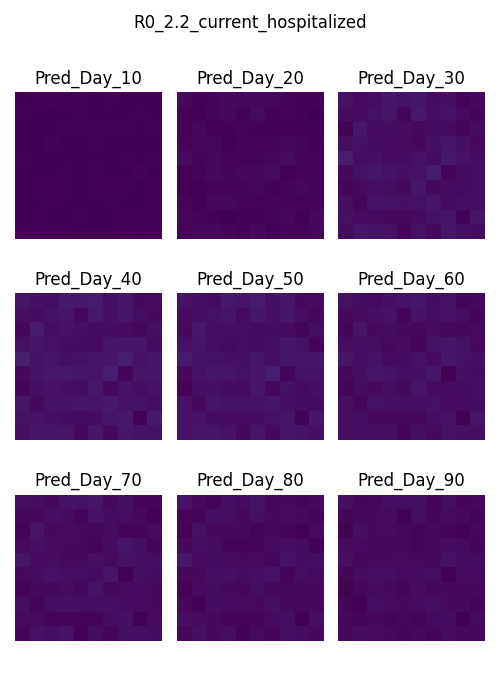 R0_2.2_current_hospitalized
Pred_Day_10 Pred_Day_20 Pred_Day_30
Pred_Day_40 Pred_Day_50 Pred_Day_60
Pred_Day_70 Pred_Day_80 Pred_Day_90